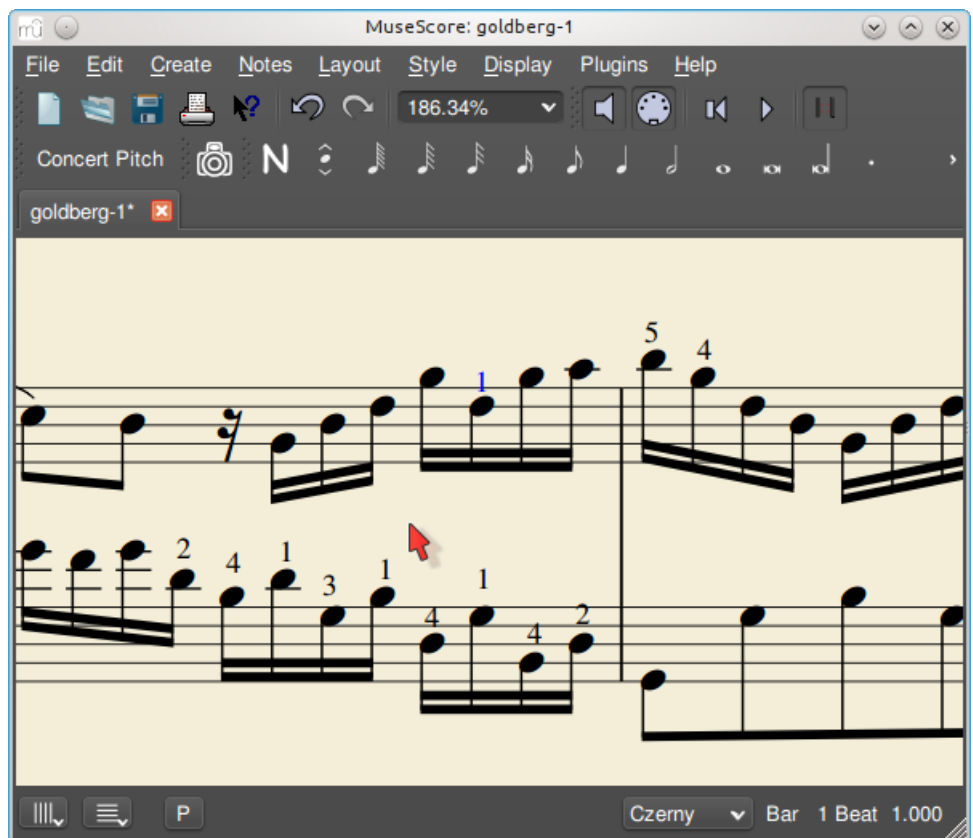 mû MuseScore: goldberg-1
File Edit Create Notes Layout Style Display Plugins Help
186.34%
Concert Pitch N
goldberg-1*
5
4
1
2
4
1
3
1
4
1
4
2
P Czerny Bar 1 Beat 1.000